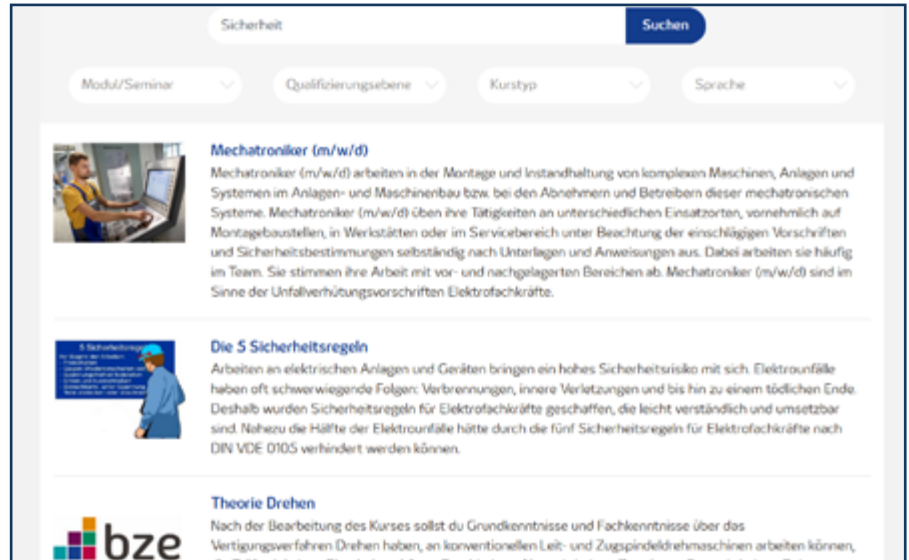 Sicherheit
Suchen
Modul/Seminar
Qualifizierungsebene
Kurstyp
Sprache
Mechatroniker (m/w/d)
Mechatroniker (m/w/d) arbeiten in der Montage und Instandhaltung von komplexen Maschinen, Anlagen und
Systemen im Anlagen- und Maschinenbau bzw. bei den Abnehmern und Betreibern dieser mechatronischen
Systeme. Mechatroniker (m/w/d) üben ihre Tätigkeiten an unterschiedlichen Einsatzorten, vornehmlich auf
Montagebaustellen, in Werkstätten oder im Servicebereich unter Beachtung der einschlägigen Vorschriften
und Sicherheitsbestimmungen selbständig nach Unterlagen und Anweisungen aus. Dabei arbeiten sie häufig
im Team. Sie stimmen ihre Arbeit mit vor- und nachgelagerten Bereichen ab. Mechatroniker (m/w/d) sind im
Sinne der Unfallverhütungsvorschriften Elektrofachkräfte.
5 Sicherheitsregeln
Die 5 Sicherheitsregeln
Arbeiten an elektrischen Anlagen und Geräten bringen ein hohes Sicherheitsrisiko mit sich. Elektrounfälle
haben oft schwerwiegende Folgen: Verbrennungen, innere Verletzungen und bis hin zu einem tödlichen Ende.
Deshalb wurden Sicherheitsregeln für Elektrofachkräfte geschaffen, die leicht verständlich und umsetzbar
sind. Nahezu die Hälfte der Elektrounfälle hätte durch die fünf Sicherheitsregeln für Elektrofachkräfte nach
DIN VDE 0105 verhindert werden können.
bze
Theorie Drehen
Nach der Bearbeitung des Kurses sollst du Grundkenntnisse und Fachkenntnisse über das
Vertigungsverfahren Drehen haben, an konventionellen Leit- und Zugspindeldrehmaschinen arbeiten können,